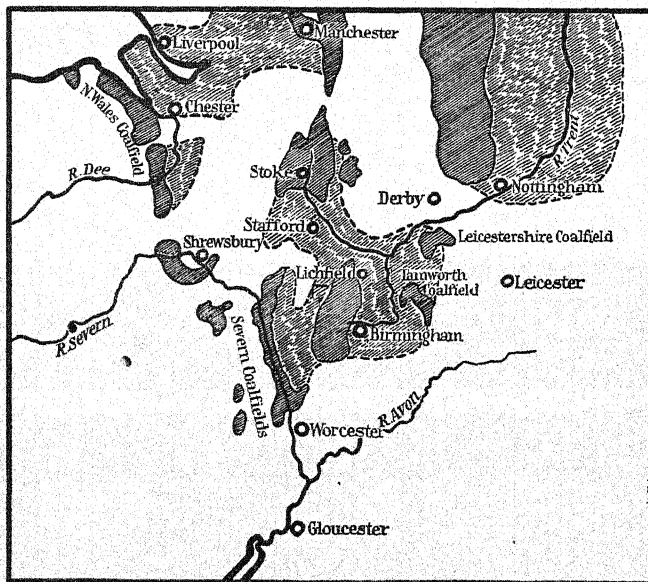 Manchester
Liverpool
Chester
N. Wales Coalfield
R. Dee
Stoke
Derby
Nottingham
R. Trent
Stafford
Leicestershire Coalfield
Shrewsbury
Lichfield
Tamworth
Coalfield
Leicester
R. Severn
Birmingham
Severn Coalfields
R. Avon
Worcester
Gloucester